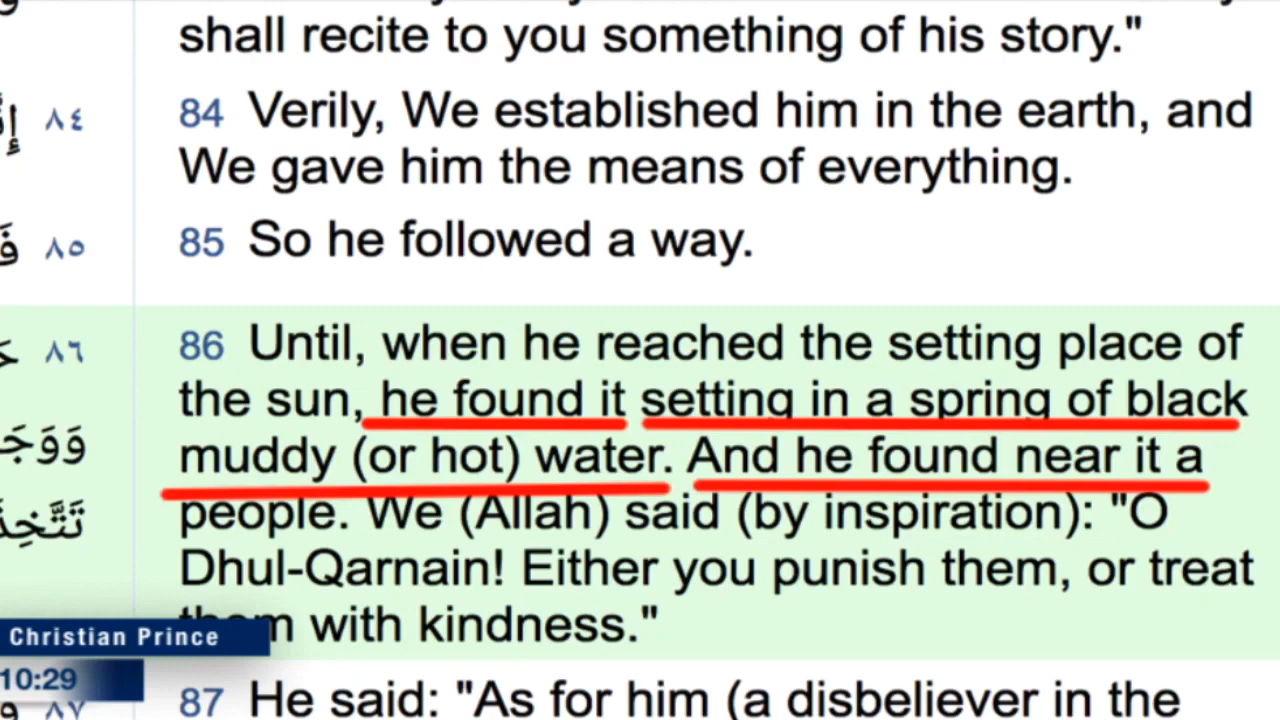 shall recite to you something of his story."
٨٤
84 Verily, We established him in the earth, and
We gave him the means of everything.
٨٥
85 So he followed a way.
٨٦
86 Until, when he reached the setting place of
the sun, he found it setting in a spring of black
muddy (or hot) water. And he found near it a
people. We (Allah) said (by inspiration): "O
Dhul-Qarnain! Either you punish them, or treat
them with kindness."
Christian Prince
10:29
٨٧
87 He said: "As for him (a disbeliever in the